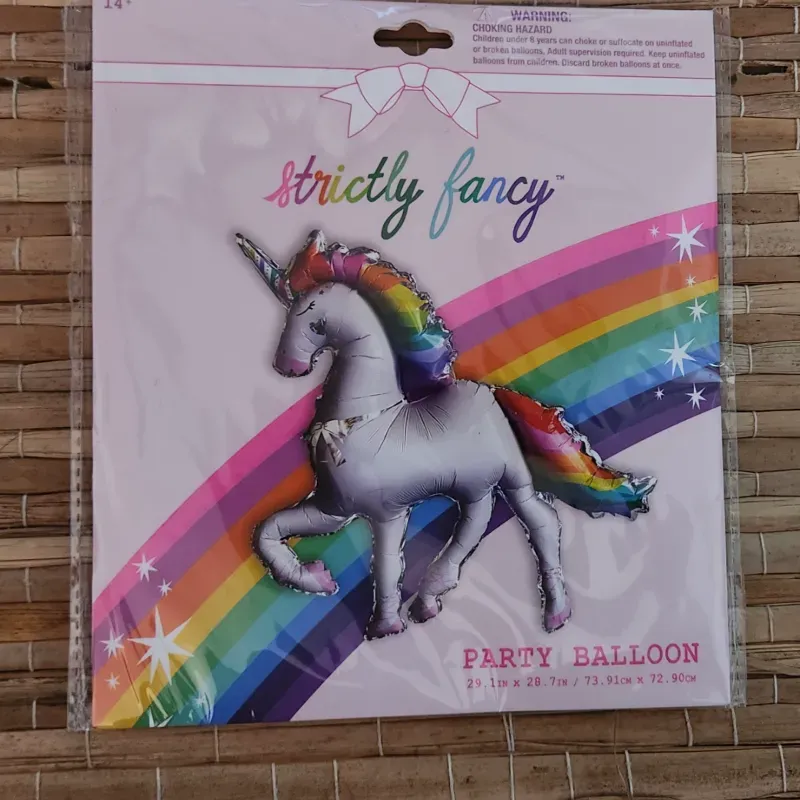 14+
WARNING:
CHOKING HAZARD
Children under 8 years can choke or suffocate on uninflated
or broken balloons. Adult supervision required. Keep uninflated
balloons from children. Discard broken balloons at once.
strictly fancy™
PARTY BALLOON
29.1IN x 28.7IN / 73.91CM x 72.90CM